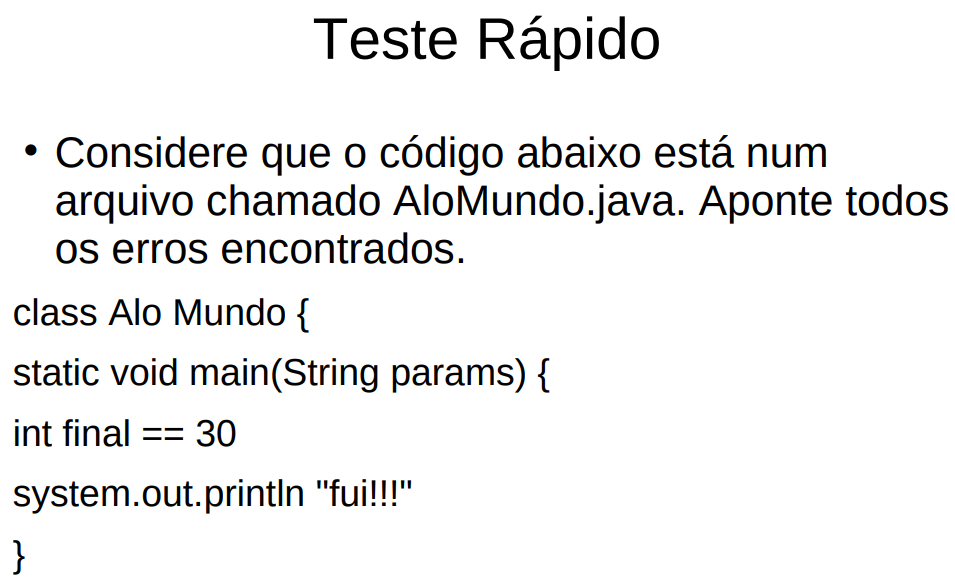 Teste Rápido
• Considere que o código abaixo está num
arquivo chamado AloMundo.java. Aponte todos
os erros encontrados.
class Alo Mundo {
static void main(String params) {
int final == 30
system.out.println "fui!!!"
}